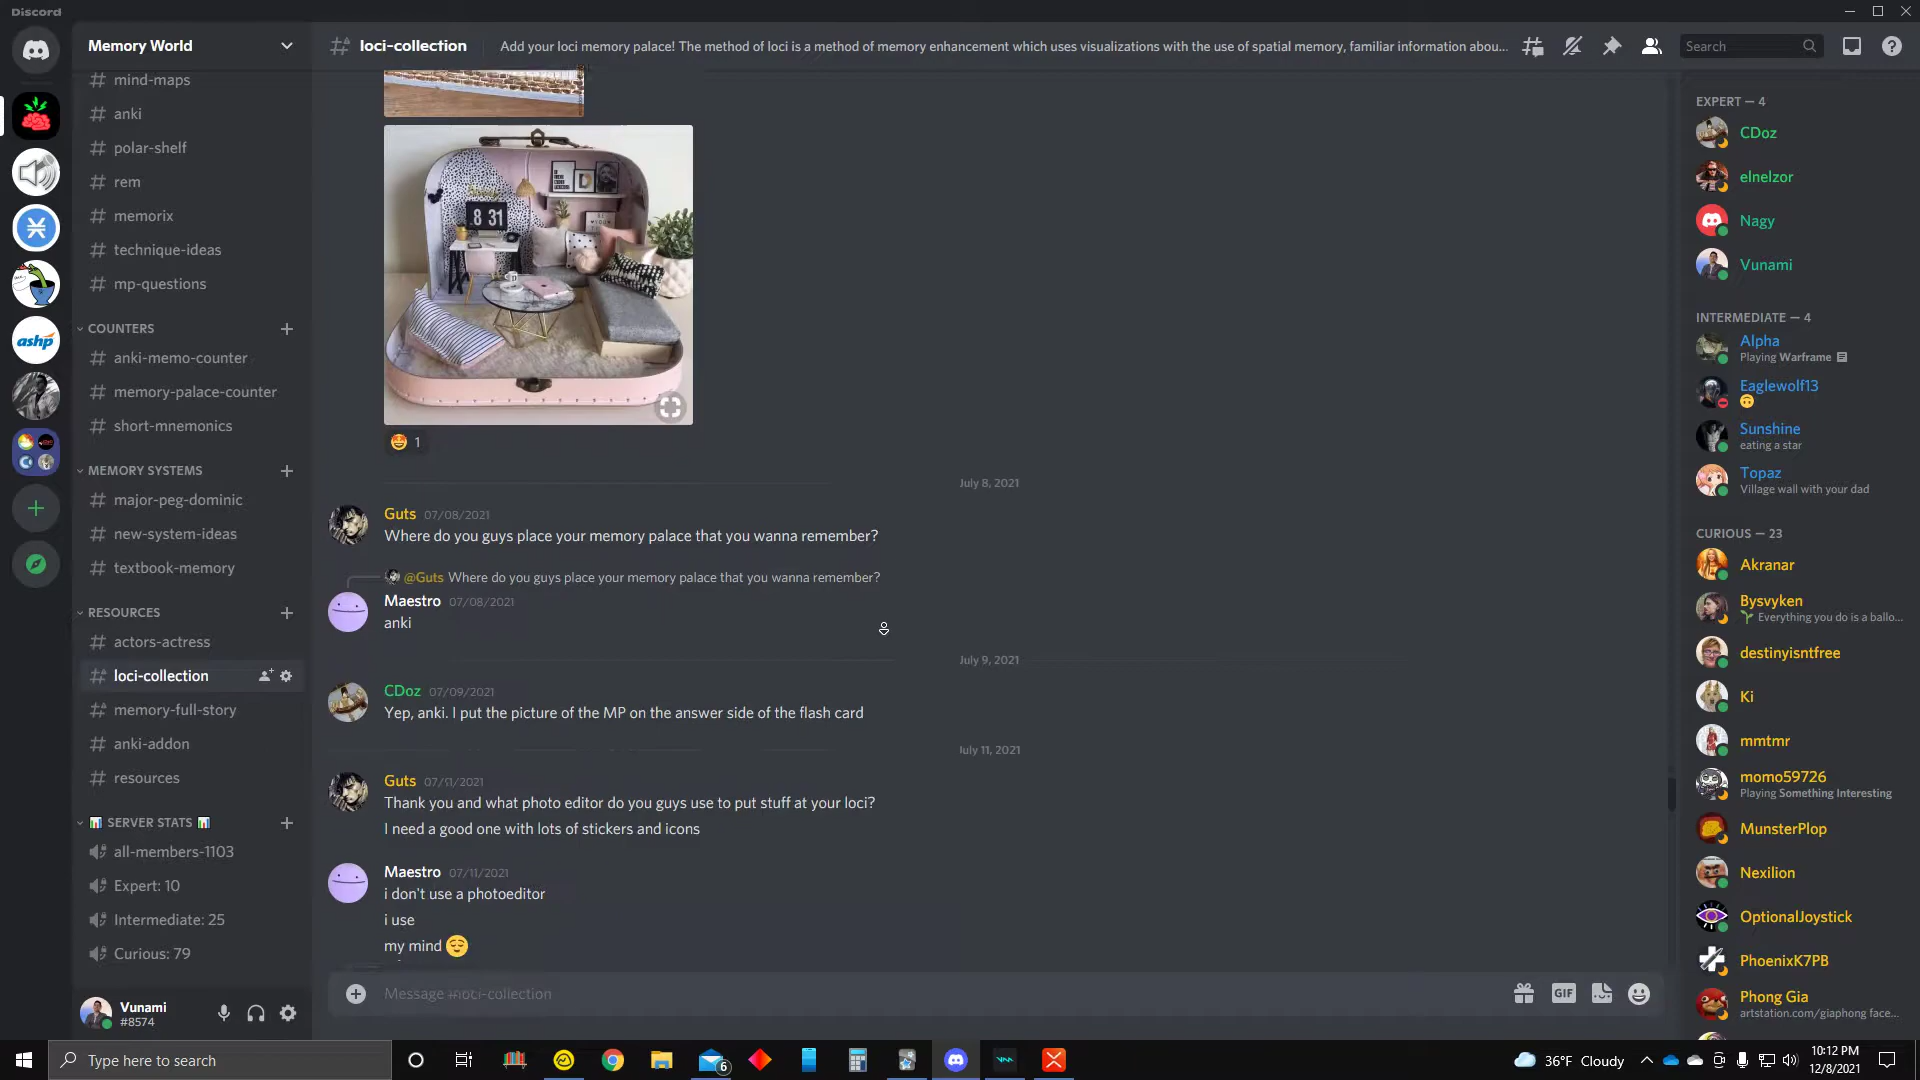 Discord
Memory World
loci-collection
Add your loci memory palace! The method of loci is a method of memory enhancement which uses visualizations with the use of spatial memory, familiar information abou...
Search
mind-maps
anki
polar-shelf
rem
memorix
technique-ideas
mp-questions
COUNTERS
anki-memo-counter
memory-palace-counter
short-mnemonics
MEMORY SYSTEMS
major-peg-dominic
new-system-ideas
textbook-memory
RESOURCES
actors-actress
loci-collection
memory-full-story
anki-addon
resources
SERVER STATS
all-members-1103
Expert: 10
Intermediate: 25
Curious: 79
Vunami
#8574
ashp
8 31
1
July 8, 2021
Guts 07/08/2021
Where do you guys place your memory palace that you wanna remember?
@Guts Where do you guys place your memory palace that you wanna remember?
Maestro 07/08/2021
anki
July 9, 2021
CDoz 07/09/2021
Yep, anki. I put the picture of the MP on the answer side of the flash card
July 11, 2021
Guts 07/11/2021
Thank you and what photo editor do you guys use to put stuff at your loci?
I need a good one with lots of stickers and icons
Maestro 07/11/2021
i don't use a photoeditor
i use
my mind
Message #loci-collection
GIF
EXPERT — 4
CDoz
elnelzor
Nagy
Vunami
INTERMEDIATE — 4
Alpha
Playing Warframe
Eaglewolf13
Sunshine
eating a star
Topaz
Village wall with your dad
CURIOUS — 23
Akranar
Bysvyken
Everything you do is a ballo...
destinyisntfree
Ki
mmtmr
momo59726
Playing Something Interesting
MunsterPlop
Nexilion
OptionalJoystick
PhoenixK7PB
Phong Gia
artstation.com/giaphong face...
Type here to search
6
36°F Cloudy
10:12 PM
12/8/2021